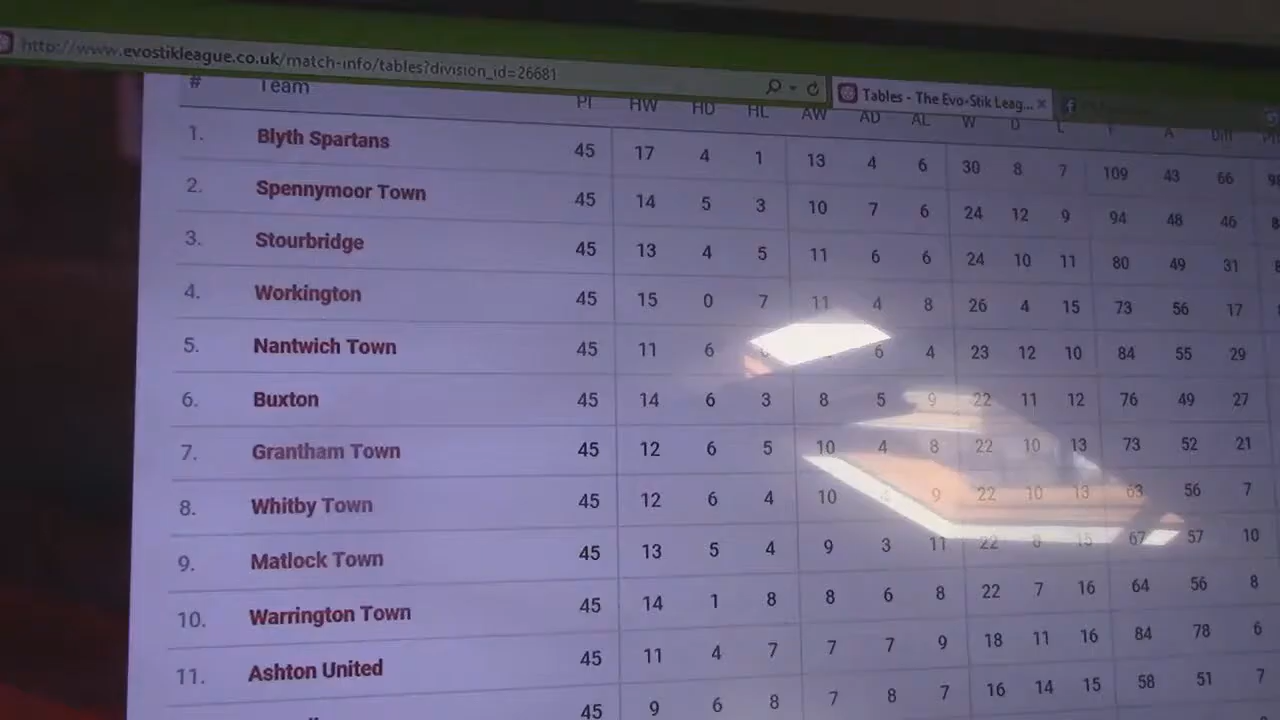 http://www.evostikleague.co.uk/match-info/tables?division_id=26681
Tables - The Evo-Stik Leag...
# Team Pl HW HD HL AW AD AL W D L F A Diff
1. Blyth Spartans 45 17 4 1 13 4 6 30 8 7 109 43 66
2. Spennymoor Town 45 14 5 3 10 7 6 24 12 9 94 48 46
3. Stourbridge 45 13 4 5 11 6 6 24 10 11 80 49 31
4. Workington 45 15 0 7 11 4 8 26 4 15 73 56 17
5. Nantwich Town 45 11 6 6 4 23 12 10 84 55 29
6. Buxton 45 14 6 3 8 5 9 22 11 12 76 49 27
7. Grantham Town 45 12 6 5 10 4 8 22 10 13 73 52 21
8. Whitby Town 45 12 6 4 10 9 22 10 13 63 56 7
9. Matlock Town 45 13 5 4 9 3 11 22 8 15 67 57 10
10. Warrington Town 45 14 1 8 8 6 8 22 7 16 64 56 8
11. Ashton United 45 11 4 7 7 7 9 18 11 16 84 78 6
45 9 6 8 7 8 7 16 14 15 58 51 7